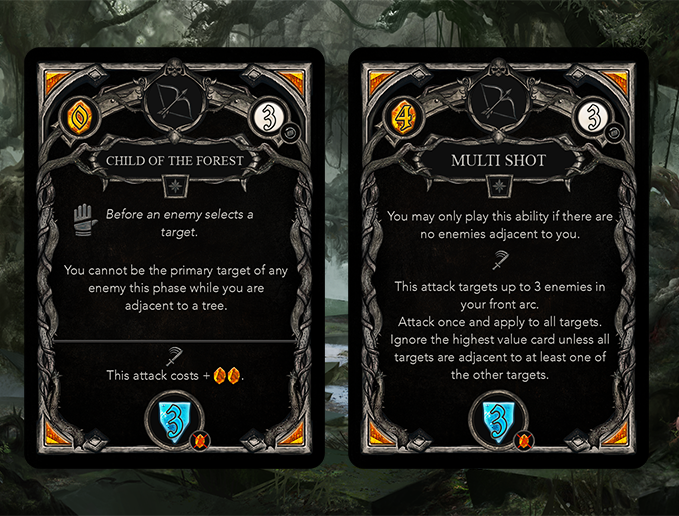 0
3
CHILD OF THE FOREST
Before an enemy selects a
target.
You cannot be the primary target of any
enemy this phase while you are
adjacent to a tree.
This attack costs + .
3
4
3
MULTI SHOT
You may only play this ability if there are
no enemies adjacent to you.
This attack targets up to 3 enemies in
your front arc.
Attack once and apply to all targets.
Ignore the highest value card unless all
targets are adjacent to at least one of
the other targets.
3